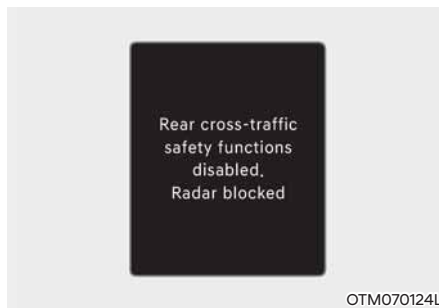 Rear cross-traffic
safety functions
disabled.
Radar blocked
OTM070124L